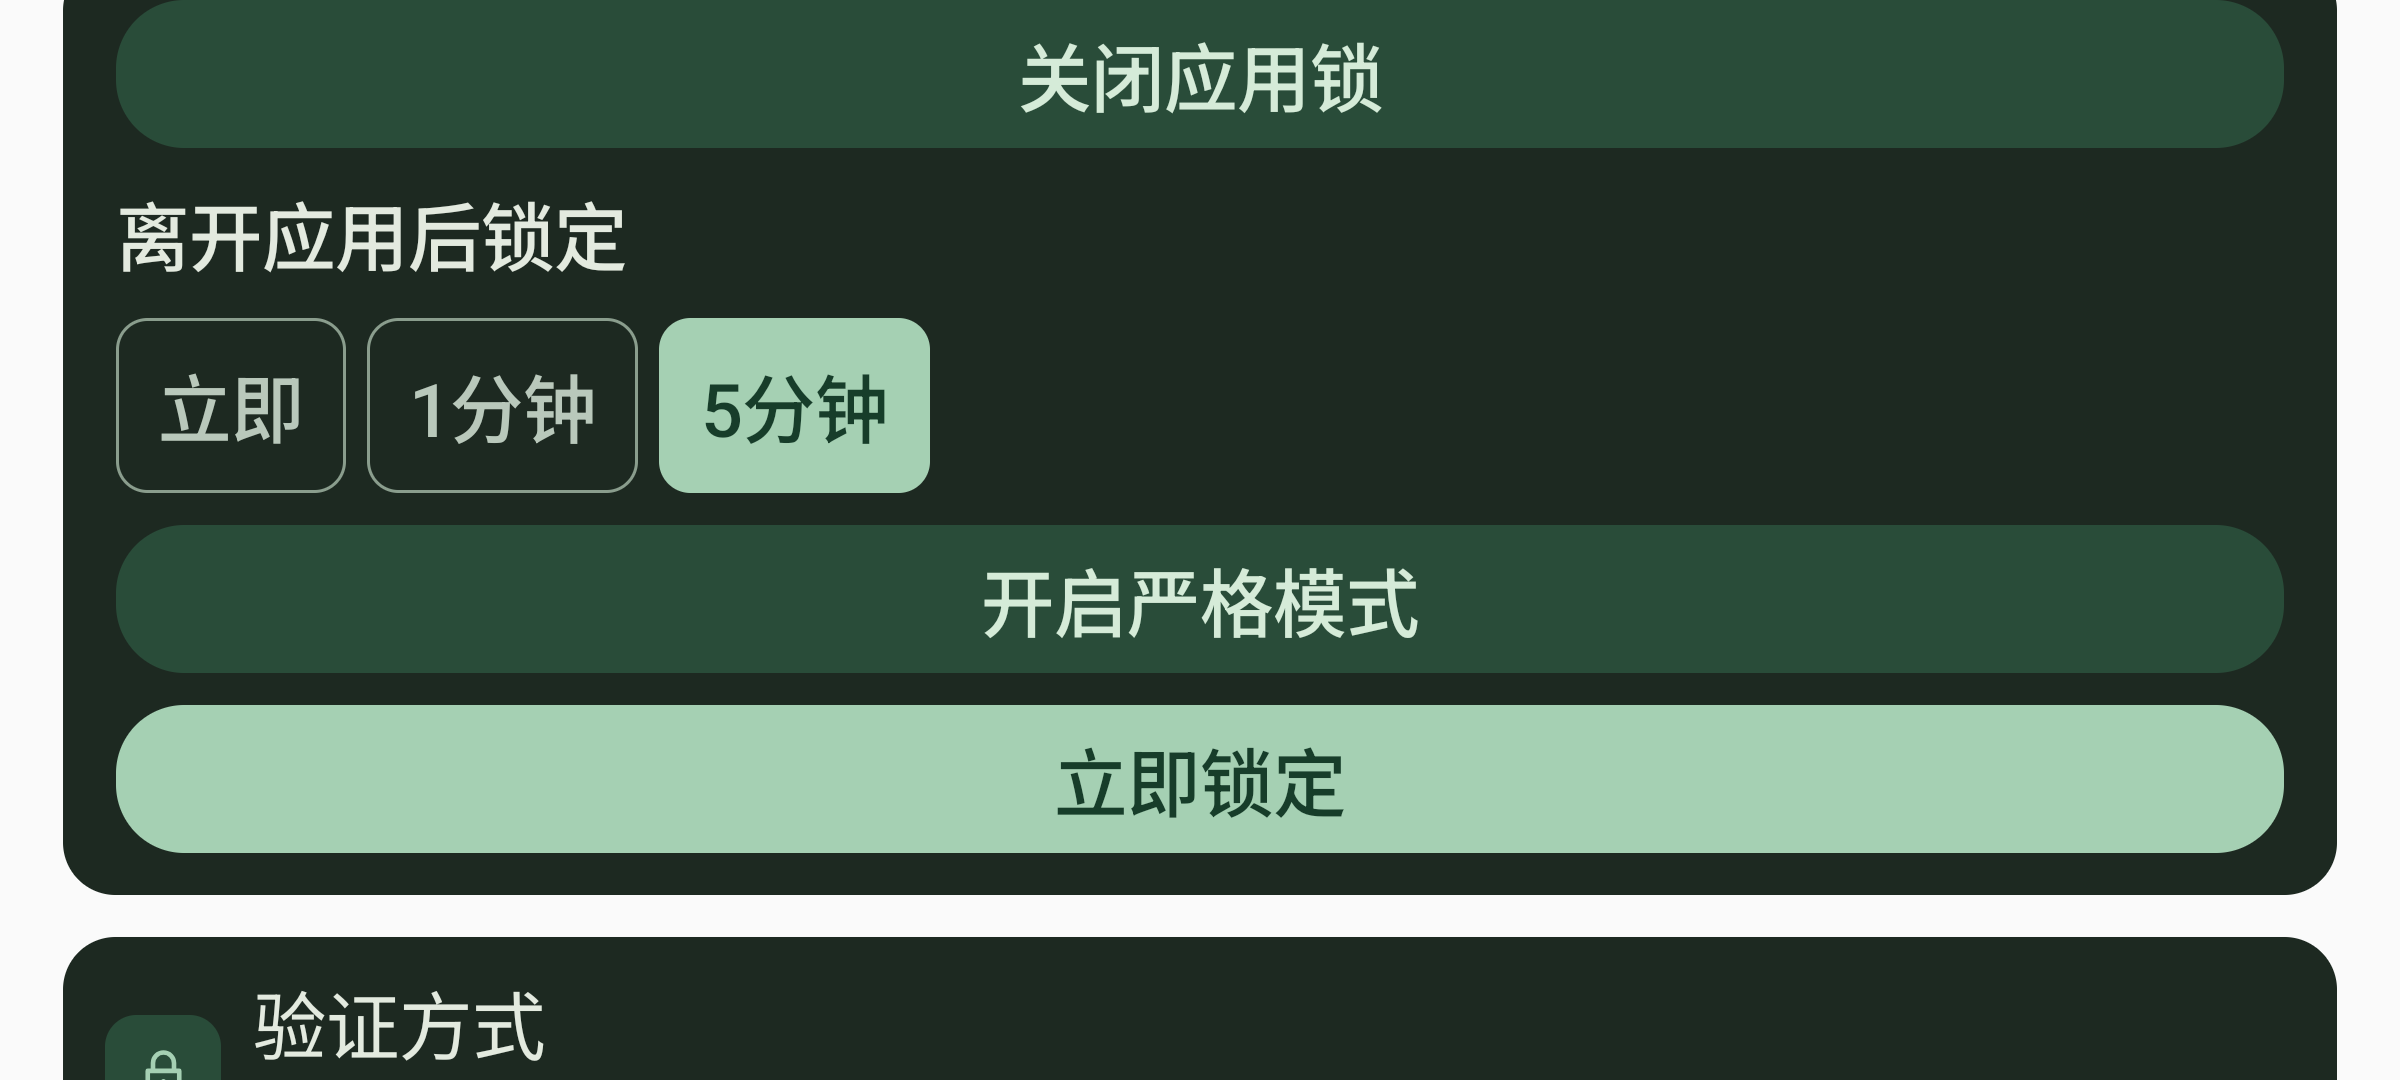 关闭应用锁
离开应用后锁定
立即 1分钟 5分钟
开启严格模式
立即锁定
验证方式